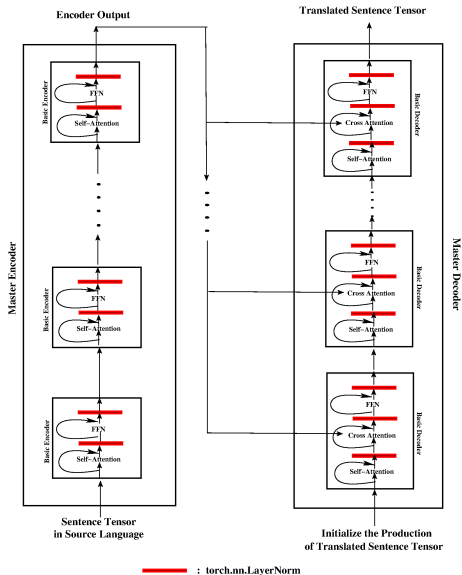 Encoder Output
Translated Sentence Tensor
Master Encoder
Basic Encoder
FFN
Self-Attention
Basic Encoder
FFN
Self-Attention
Basic Encoder
FFN
Self-Attention
Sentence Tensor
in Source Language
Master Decoder
Basic Decoder
FFN
Cross Attention
Self-Attention
Basic Decoder
FFN
Cross Attention
Self-Attention
Basic Decoder
FFN
Cross Attention
Self-Attention
Initialize the Production
of Translated Sentence Tensor
: torch.nn.LayerNorm